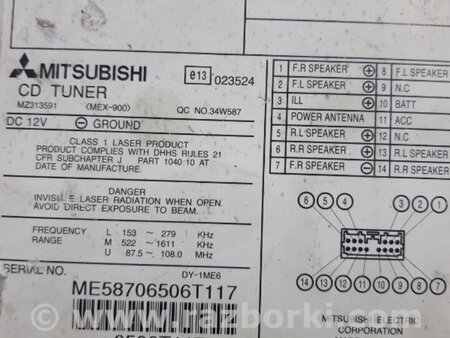 MITSUBISHI
CD TUNER
MZ313591 <MEX-900>
e13 023524
QC NO.34W587
DC 12V ⊖ GROUND
CLASS 1 LASER PRODUCT
PRODUCT COMPLIES WITH DHHS RULES 21
CFR SUBCHAPTER J PART 1040.10 AT
DATE OF MANUFACTURE.
DANGER
INVISIBLE LASER RADIATION WHEN OPEN.
AVOID DIRECT EXPOSURE TO BEAM.
FREQUENCY L 153 ~ 279 KHz
RANGE M 522 ~ 1611 KHz
U 87.5 ~ 108.0 MHz
SERIAL NO. DY-1ME6
ME58706506T117
1 F.R SPEAKER ⊕ 8 F.L SPEAKER
2 F.L SPEAKER ⊕ 9 N.C
3 ILL 10 BATT
4 POWER ANTENNA 11 ACC
5 R.L SPEAKER ⊕ 12 N.C
6 R.R SPEAKER ⊕ 13 R.L SPEAKER
7 F.R SPEAKER ⊖ 14 R.R SPEAKER
6 5 4 3 2 1
14 13 12 11 10 9 8 7
MITSUBISHI ELECTRIC
CORPORATION
www.razborki.com